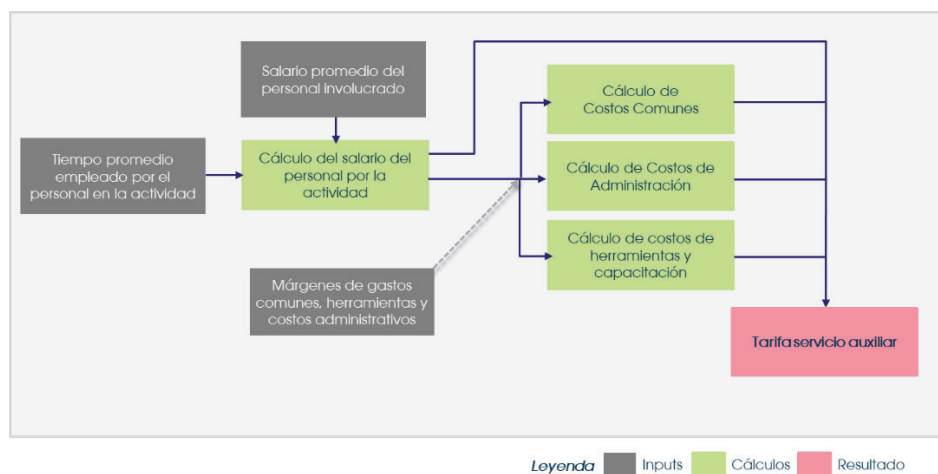 Salario promedio del
personal involucrado
Cálculo de
Costos Comunes
Tiempo promedio
empleado por el
personal en la actividad
Cálculo del salario del
personal por la
actividad
Cálculo de Costos de
Administración
Cálculo de costos de
herramientas y
capacitación
Márgenes de gastos
comunes, herramientas y
costos administrativos
Tarifa servicio auxiliar
Leyenda Inputs Cálculos Resultado